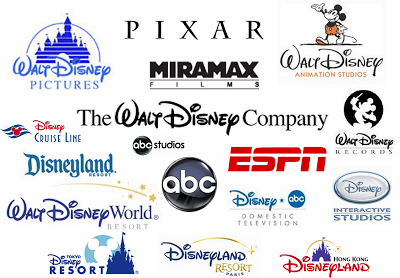 PIXAR
WALT DISNEY
PICTURES
MIRAMAX
FILMS
WALT DISNEY
ANIMATION STUDIOS
The WALT DISNEY Company
Disney
CRUISE LINE
abc studios
WALT DISNEY
RECORDS
Disneyland
RESORT
abc
ESPN
Disney abc
DOMESTIC
TELEVISION
Disney
INTERACTIVE
STUDIOS
WALT DISNEY World
RESORT
TOKYO
Disney
RESORT
DISNEYLAND
RESORT
PARIS
HONG KONG
DISNEYLAND